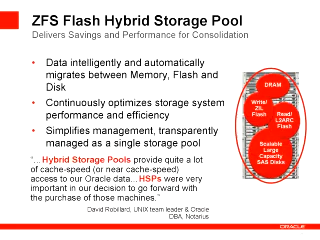 ZFS Flash Hybrid Storage Pool
Delivers Savings and Performance for Consolidation
• Data intelligently and automatically
migrates between Memory, Flash and
Disk
• Continuously optimizes storage system
performance and efficiency
• Simplifies management, transparently
managed as a single storage pool
"... Hybrid Storage Pools provide quite a lot
of cache-speed (or near cache-speed)
access to our Oracle data... HSPs were very
important in our decision to go forward with
the purchase of those machines."
David Robillard, UNIX team leader & Oracle
DBA, Notarius
DRAM
Write/
ZIL
Flash
Read/
L2ARC
Flash
Scalable
Large
Capacity
SAS Disks
ORACLE